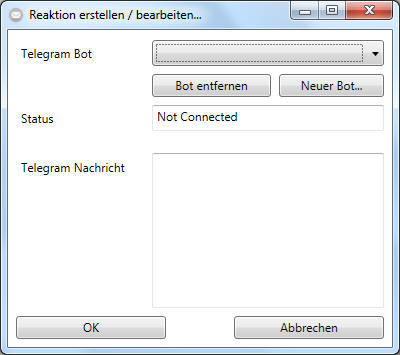 Reaktion erstellen / bearbeiten...
Telegram Bot
Bot entfernen
Neuer Bot...
Status
Not Connected
Telegram Nachricht
OK
Abbrechen